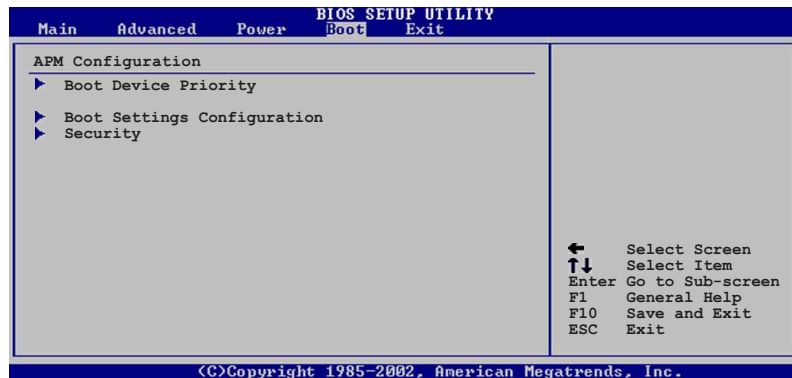 BIOS SETUP UTILITY
Main Advanced Power Boot Exit
APM Configuration
Boot Device Priority
Boot Settings Configuration
Security
← Select Screen
↑↓ Select Item
Enter Go to Sub-screen
F1 General Help
F10 Save and Exit
ESC Exit
(C)Copyright 1985-2002, American Megatrends, Inc.